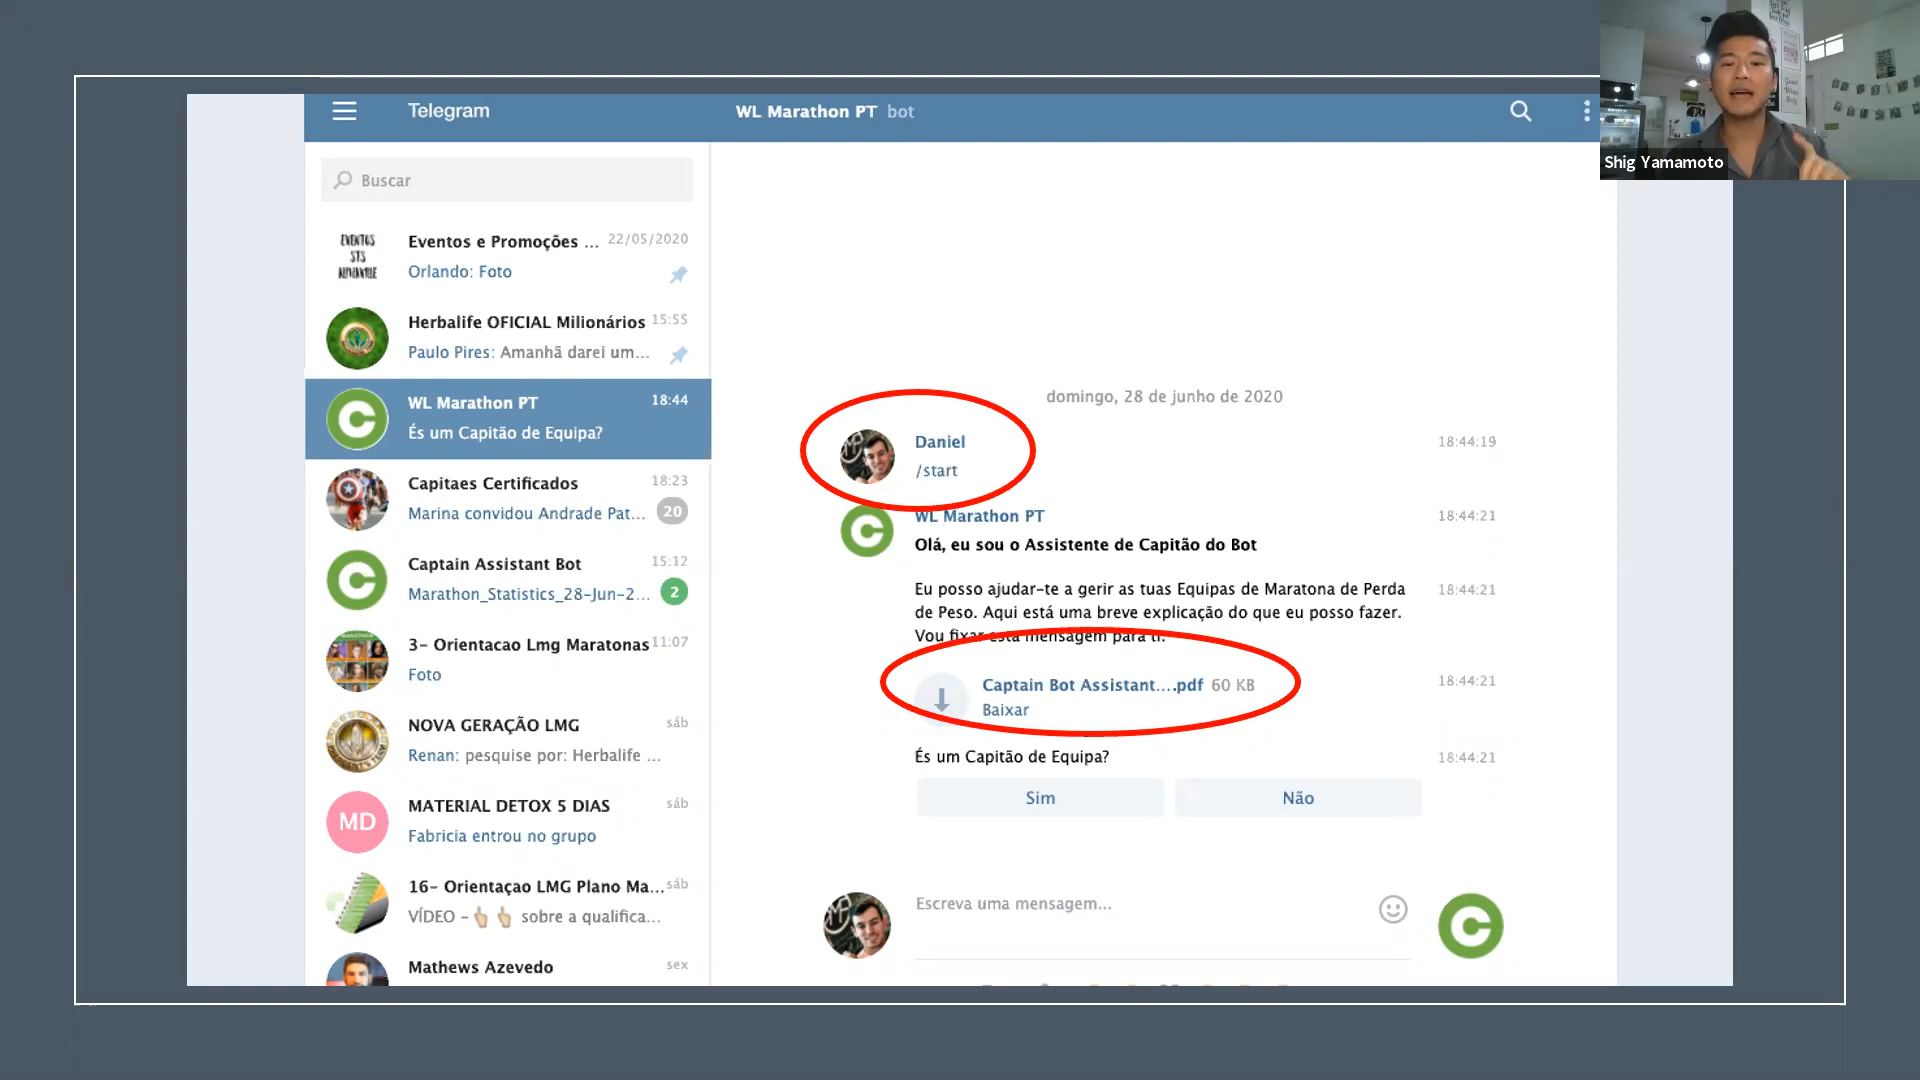 Telegram
WL Marathon PT bot
Shig Yamamoto
Buscar
EVENTOS
STS
Eventos e Promoções ... 22/05/2020
Orlando: Foto
Herbalife OFICIAL Milionários 15:55
Paulo Pires: Amanhã darei um...
WL Marathon PT 18:44
És um Capitão de Equipa?
Capitaes Certificados 18:23
Marina convidou Andrade Pat... 20
Captain Assistant Bot 15:12
Marathon_Statistics_28-Jun-2... 2
3- Orientacao Lmg Maratonas 11:07
Foto
NOVA GERAÇÃO LMG sáb
Renan: pesquise por: Herbalife ...
MD
MATERIAL DETOX 5 DIAS sáb
Fabricia entrou no grupo
16- Orientaçao LMG Plano Ma... sáb
VÍDEO - 👆🏼 👆🏼 sobre a qualifica...
Mathews Azevedo sex
domingo, 28 de junho de 2020
Daniel 18:44:19
/start
WL Marathon PT 18:44:21
Olá, eu sou o Assistente de Capitão do Bot
Eu posso ajudar-te a gerir as tuas Equipas de Maratona de Perda 18:44:21
de Peso. Aqui está uma breve explicação do que eu posso fazer.
Vou fixar esta mensagem para ti.
Captain Bot Assistant....pdf 60 KB 18:44:21
Baixar
És um Capitão de Equipa? 18:44:21
Sim
Não
Escreva uma mensagem...